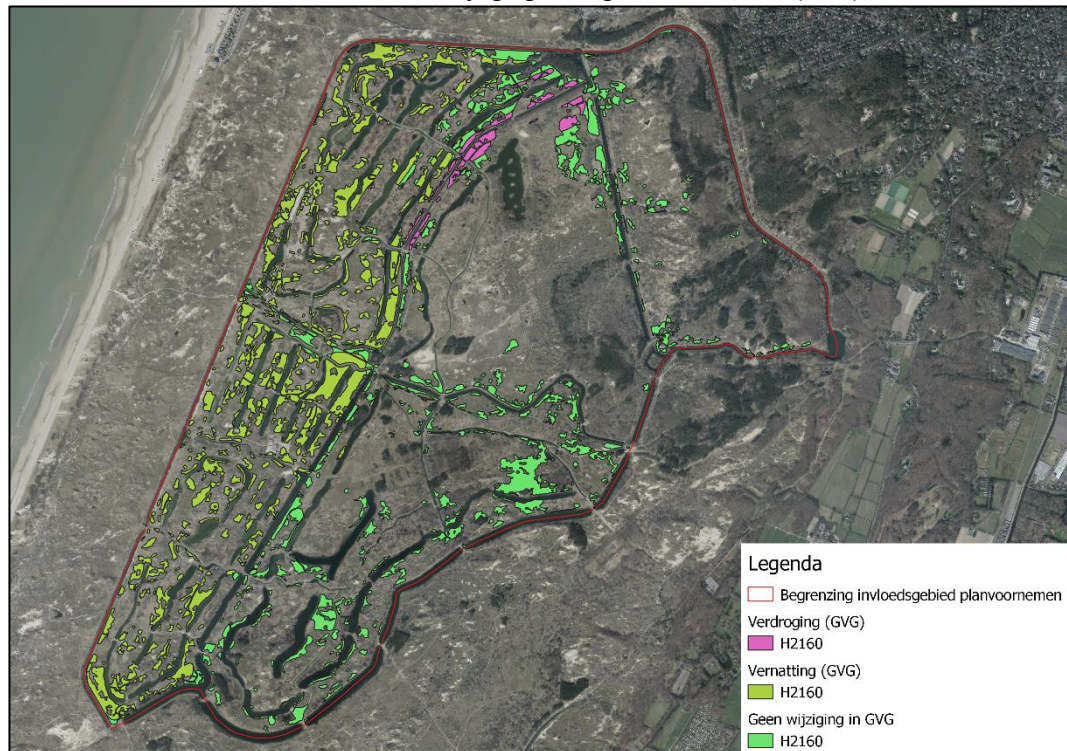 Legenda
Begrenzing invloedsgebied planvoornemen
Verdroging (GVG)
H2160
Vernatting (GVG)
H2160
Geen wijziging in GVG
H2160